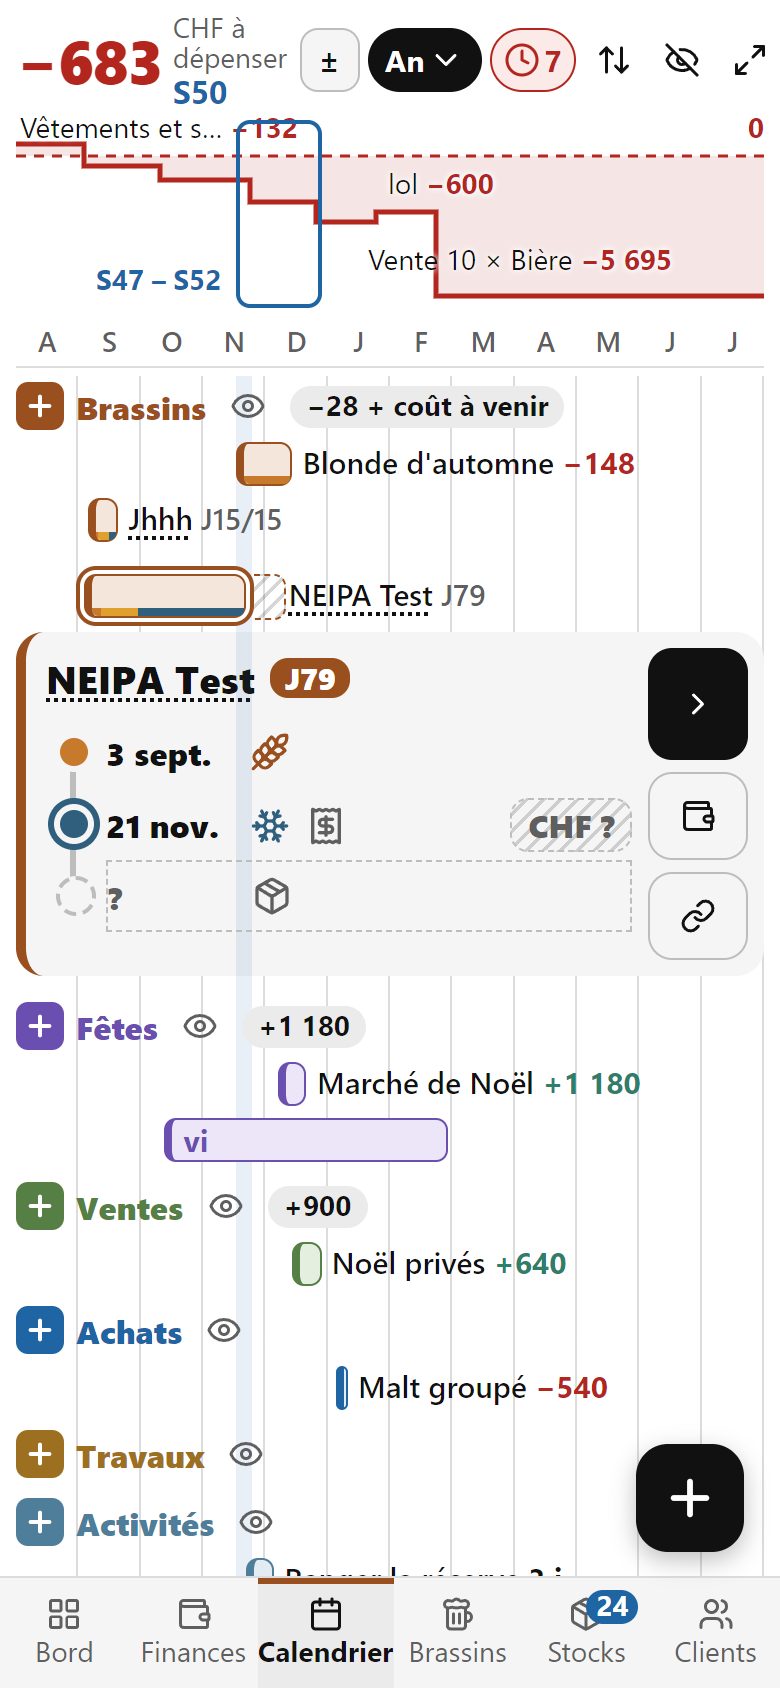 −683 CHF à dépenser S50 ± An 7
Vêtements et s... −132 0
lol −600
Vente 10 × Bière −5 695
S47 – S52
A S O N D J F M A M J J
Brassins −28 + coût à venir
Blonde d'automne −148
Jhhh J15/15
NEIPA Test J79
NEIPA Test J79
3 sept.
21 nov. CHF ?
?
Fêtes +1 180
Marché de Noël +1 180
vi
Ventes +900
Noël privés +640
Achats
Malt groupé −540
Travaux
Activités
Bord Finances Calendrier Brassins Stocks 24 Clients